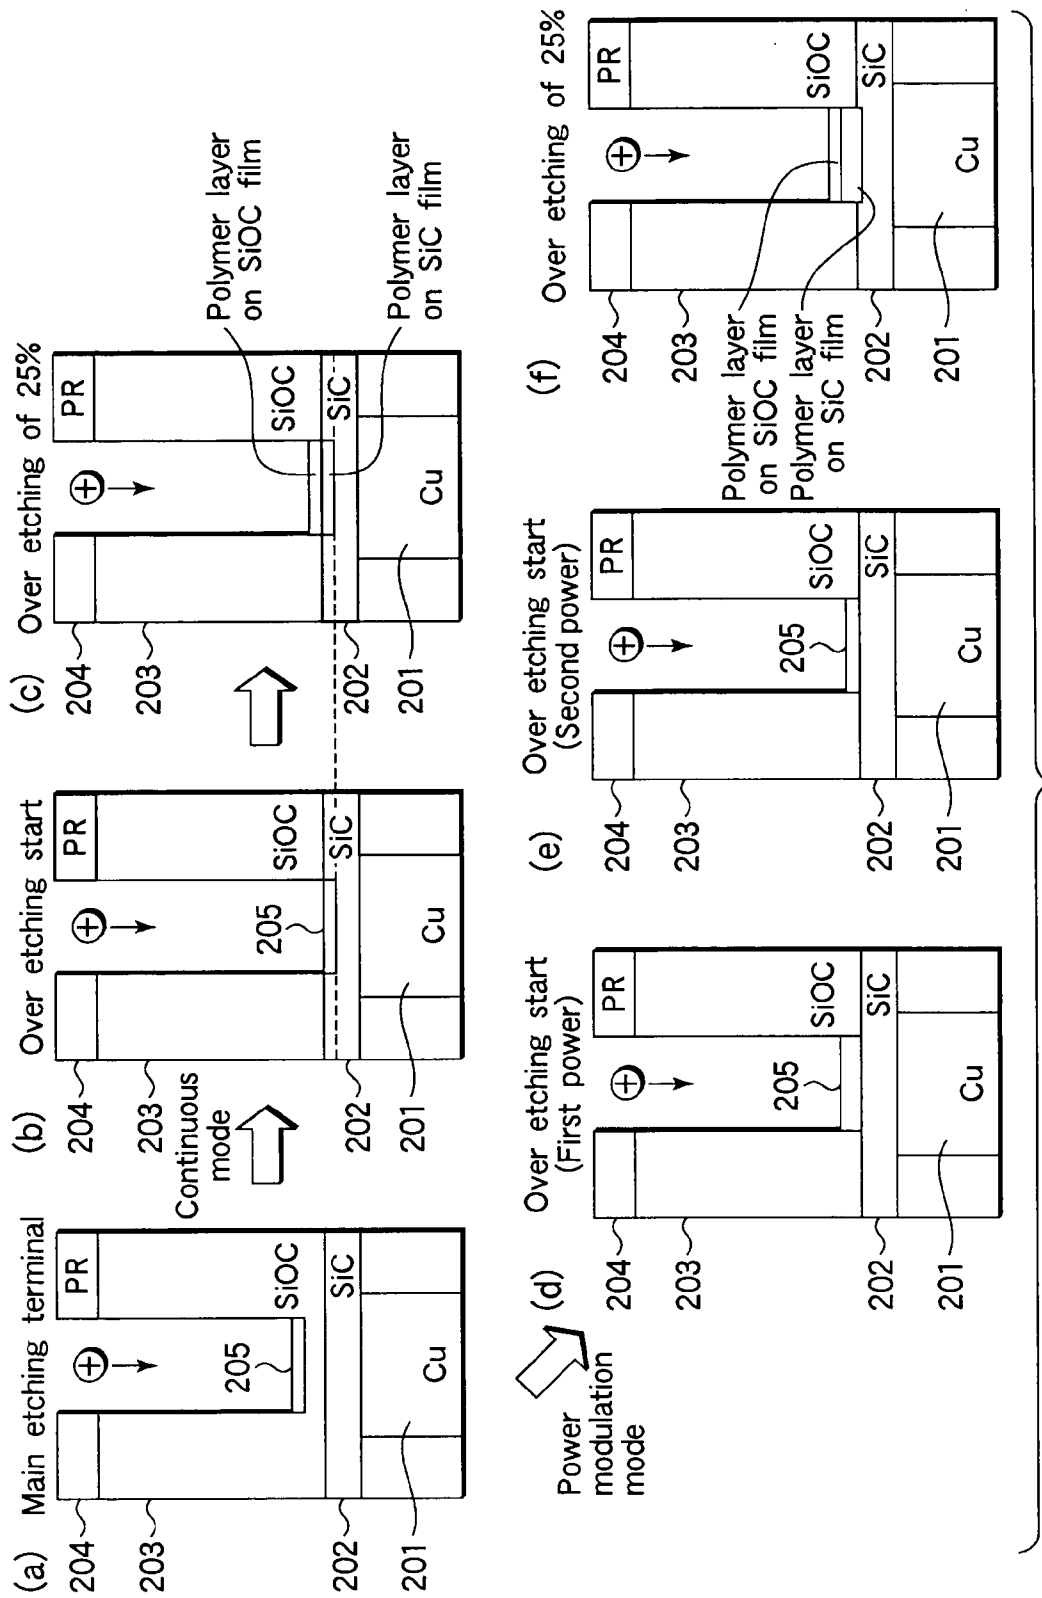 (a) Main etching terminal
PR
204
203
205
SiOC
SiC
202
Cu
201
Continuous
mode
(b) Over etching start
PR
204
203
205
SiOC
SiC
202
Cu
201
(c) Over etching of 25%
PR
204
203
SiOC
SiC
202
Cu
201
Polymer layer
on SiOC film
Polymer layer
on SiC film
Power
modulation
mode
(d)
Over etching start
(First power)
PR
204
203
205
SiOC
SiC
202
Cu
201
(e)
Over etching start
(Second power)
PR
204
203
205
SiOC
SiC
202
Cu
201
(f)
Over etching of 25%
PR
204
203
SiOC
Polymer layer
on SiOC film
Polymer layer
on SiC film
SiC
202
Cu
201